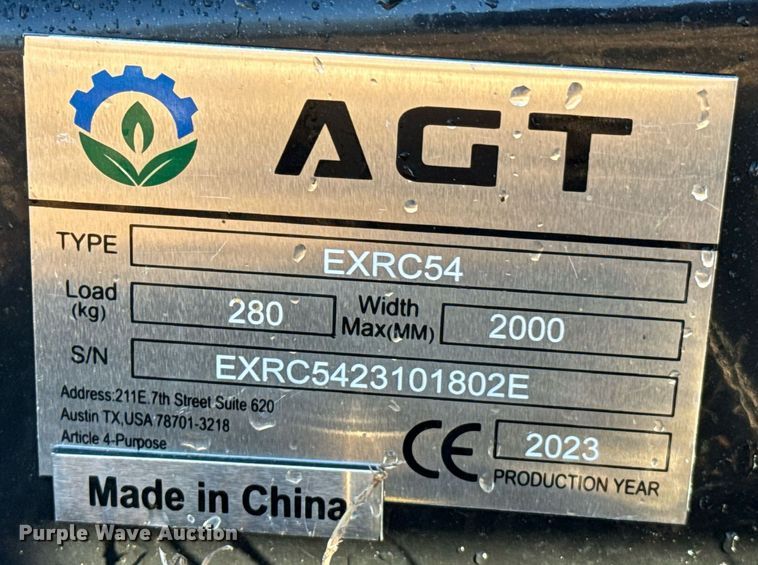 AGT
TYPE EXRC54
Load (kg) 280 Width Max(MM) 2000
S/N EXRC5423101802E
Address:211E.7th Street Suite 620
Austin TX,USA 78701-3218
Article 4-Purpose
CE 2023
PRODUCTION YEAR
Made in China
Purple Wave Auction